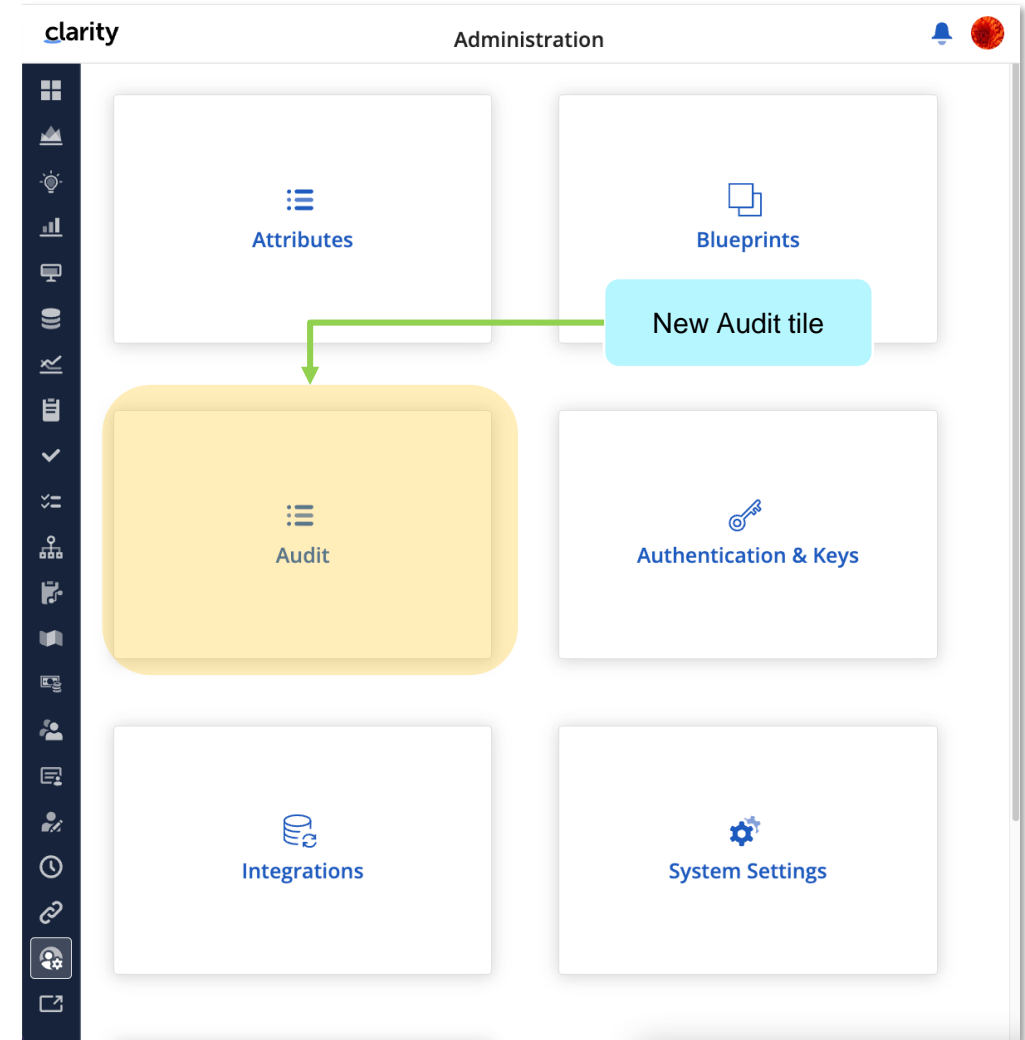 clarity
Administration
Attributes
Blueprints
New Audit tile
Audit
Authentication & Keys
Integrations
System Settings